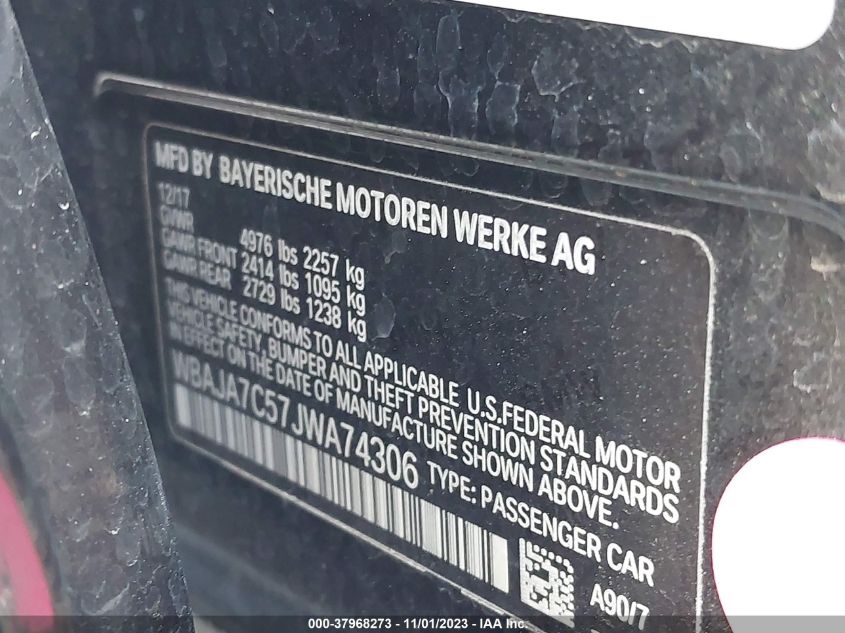 MFD BY BAYERISCHE MOTOREN WERKE AG
12/17
GVWR 4976 lbs 2257 kg
GAWR FRONT 2414 lbs 1095 kg
GAWR REAR 2729 lbs 1238 kg
THIS VEHICLE CONFORMS TO ALL APPLICABLE U.S.FEDERAL MOTOR
VEHICLE SAFETY, BUMPER AND THEFT PREVENTION STANDARDS
IN EFFECT ON THE DATE OF MANUFACTURE SHOWN ABOVE.
WBAJA7C57JWA74306 TYPE: PASSENGER CAR
A90/7
000-37968273 - 11/01/2023 - IAA Inc.